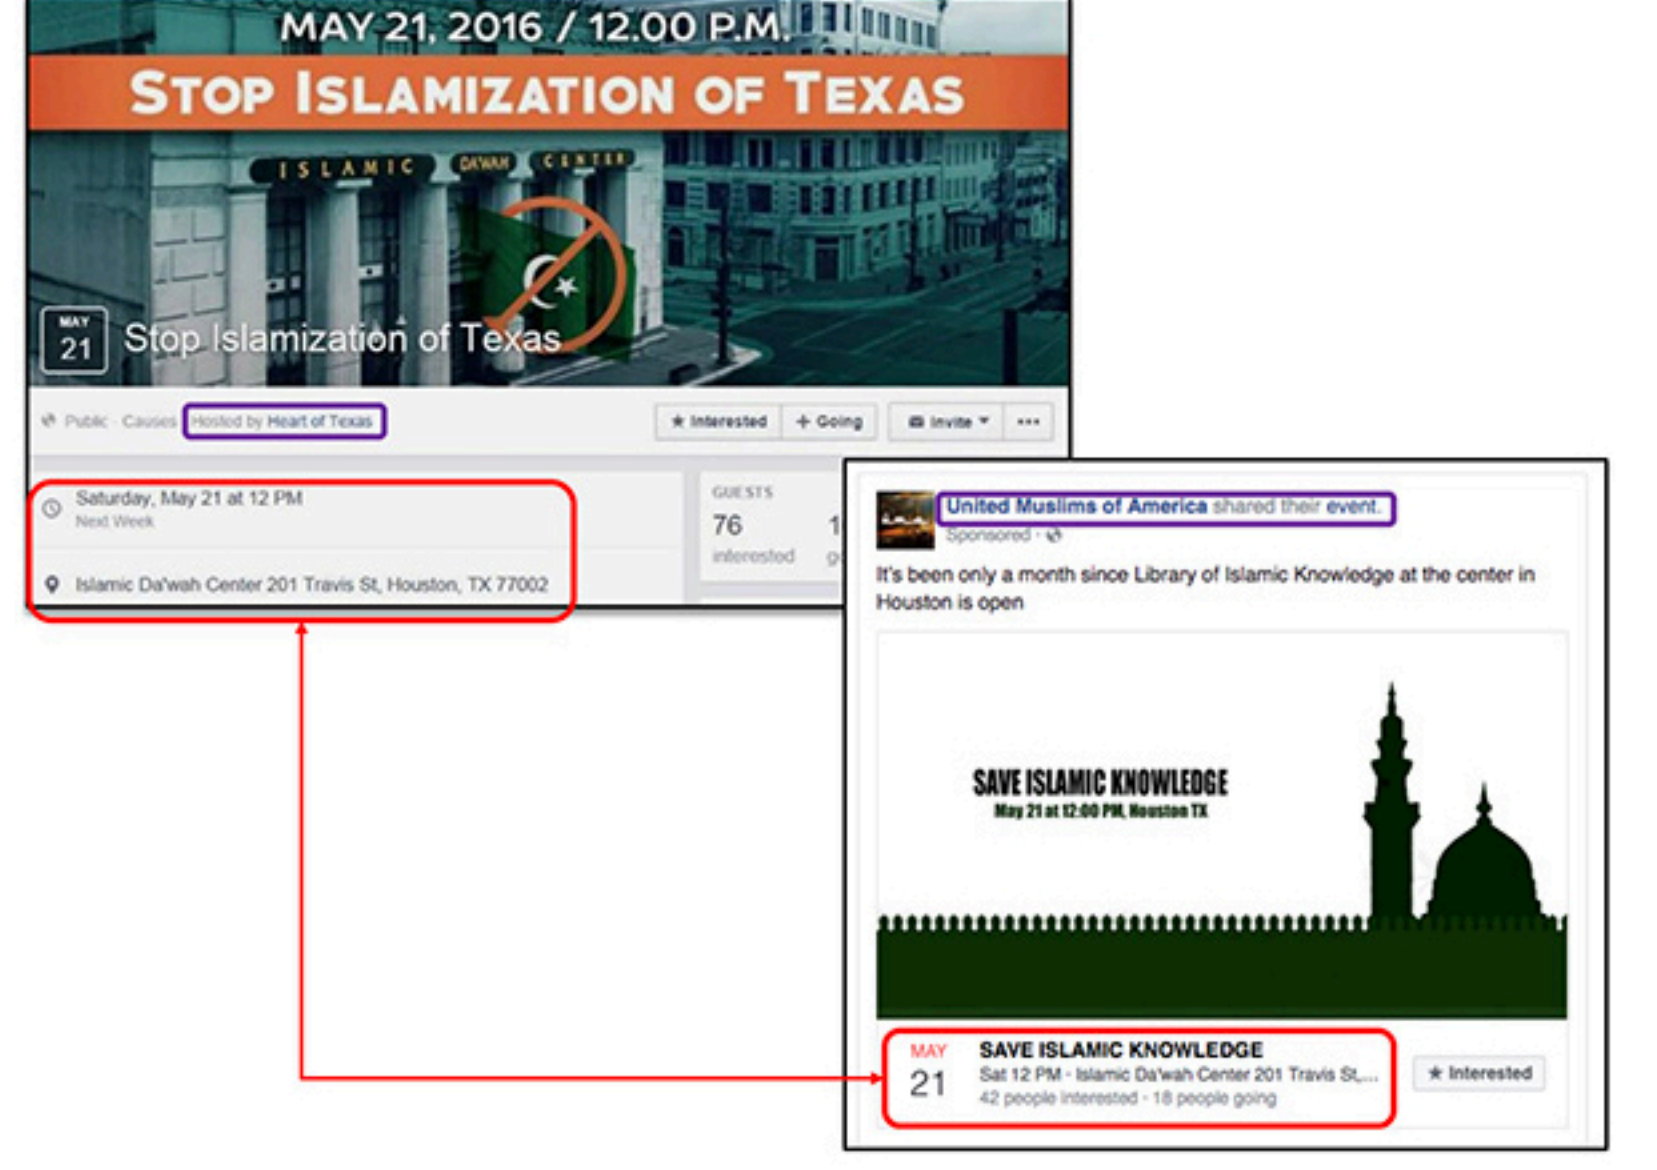 MAY 21, 2016 / 12.00 P.M.
STOP ISLAMIZATION OF TEXAS
ISLAMIC DA'WAH CENTER
MAY
21
Stop Islamization of Texas
Public · Causes Hosted by Heart of Texas
★ Interested + Going Invite ▾ •••
Saturday, May 21 at 12 PM
Next Week
Islamic Da'wah Center 201 Travis St, Houston, TX 77002
GUESTS
76
interested
United Muslims of America shared their event.
Sponsored ·
It's been only a month since Library of Islamic Knowledge at the center in
Houston is open
SAVE ISLAMIC KNOWLEDGE
May 21 at 12:00 PM, Houston TX
MAY
21
SAVE ISLAMIC KNOWLEDGE
Sat 12 PM - Islamic Da'wah Center 201 Travis St,...
42 people interested · 18 people going
★ Interested